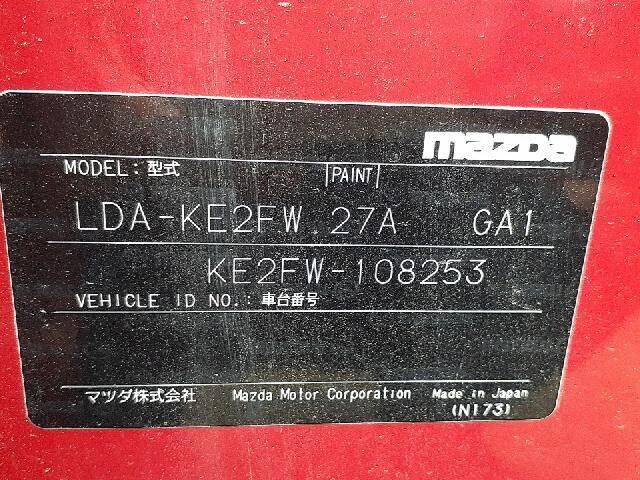 mazda
MODEL: 型式 PAINT
LDA-KE2FW 27A GA1
KE2FW-108253
VEHICLE ID NO.: 車台番号
マツダ株式会社 Mazda Motor Corporation Made in Japan
(N173)